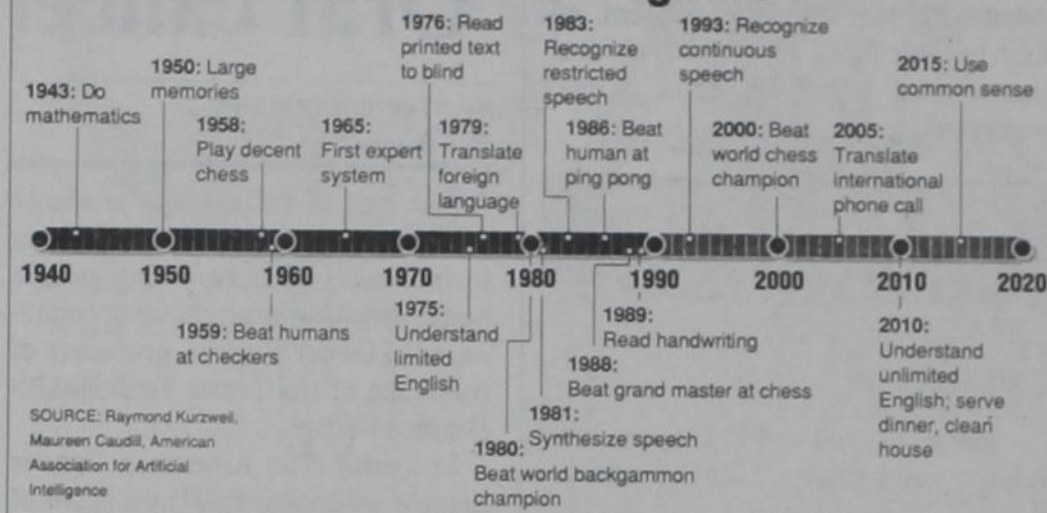 1943: Do
mathematics
1950: Large
memories
1958:
Play decent
chess
1965:
First expert
system
1976: Read
printed text
to blind
1979:
Translate
foreign
language
1983:
Recognize
restricted
speech
1986: Beat
human at
ping pong
1993: Recognize
continuous
speech
2000: Beat
world chess
champion
2005:
Translate
international
phone call
2015: Use
common sense
1940 1950 1960 1970 1980 1990 2000 2010 2020
1959: Beat humans
at checkers
1975:
Understand
limited
English
1980:
Beat world backgammon
champion
1981:
Synthesize speech
1988:
Beat grand master at chess
1989:
Read handwriting
2010:
Understand
unlimited
English; serve
dinner, clean
house
SOURCE: Raymond Kurzweil,
Maureen Caudill, American
Association for Artificial
Intelligence